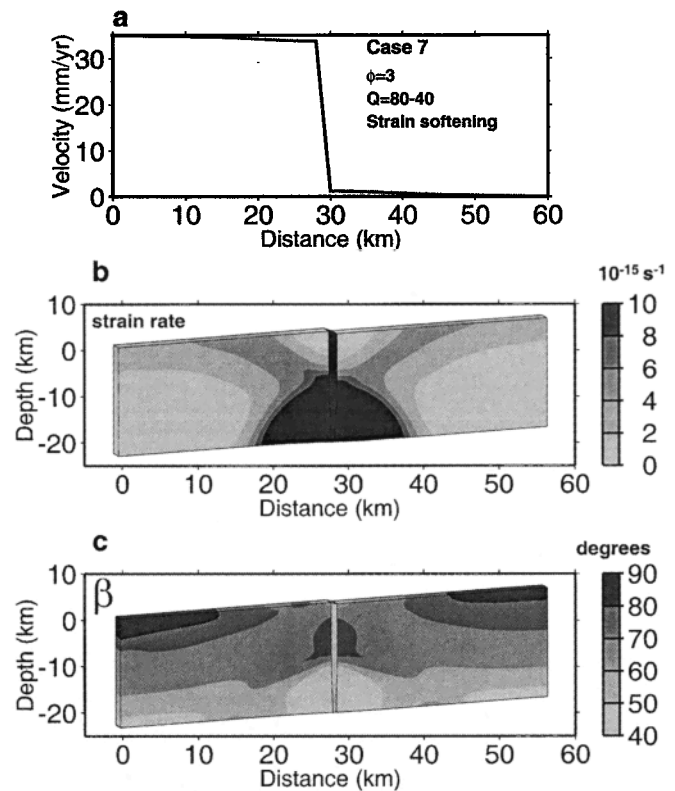 a
Velocity (mm/yr)
30
20
10
0
Case 7
ϕ=3
Q=80-40
Strain softening
0 10 20 30 40 50 60
Distance (km)
b
10⁻¹⁵ s⁻¹
Depth (km)
10
0
-10
-20
strain rate
10
8
6
4
2
0
0 10 20 30 40 50 60
Distance (km)
c
degrees
Depth (km)
10
0
-10
-20
β
90
80
70
60
50
40
0 10 20 30 40 50 60
Distance (km)